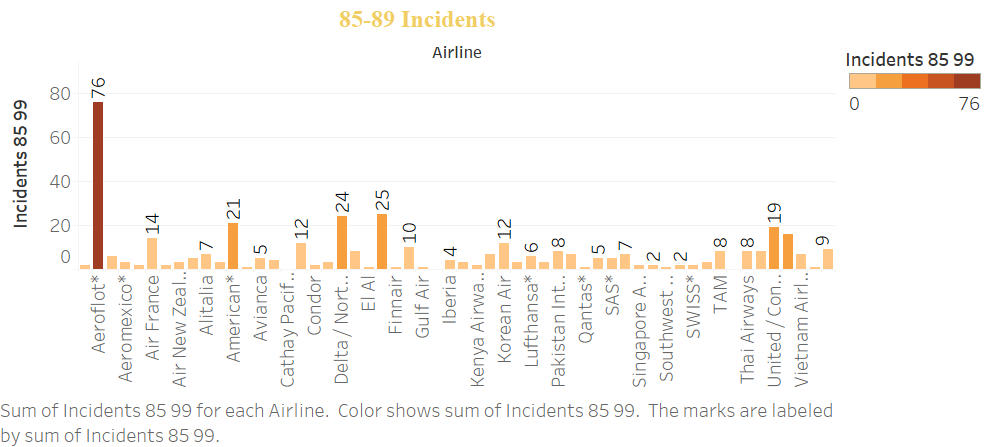 85-89 Incidents
Airline
Incidents 85 99
0
76
Incidents 85 99
80
60
40
20
0
76
14
7
21
5
12
24
25
10
4
12
6
8
5
7
2
2
8
8
19
9
Aeroflot*
Aeromexico*
Air France
Air New Zeal..
Alitalia
American*
Avianca
Cathay Pacif..
Condor
Delta / Nort..
El Al
Finnair
Gulf Air
Iberia
Kenya Airwa..
Korean Air
Lufthansa*
Pakistan Int..
Qantas*
SAS*
Singapore A..
Southwest ..
SWISS*
TAM
Thai Airways
United / Con..
Vietnam Airl..
Sum of Incidents 85 99 for each Airline. Color shows sum of Incidents 85 99. The marks are labeled
by sum of Incidents 85 99.